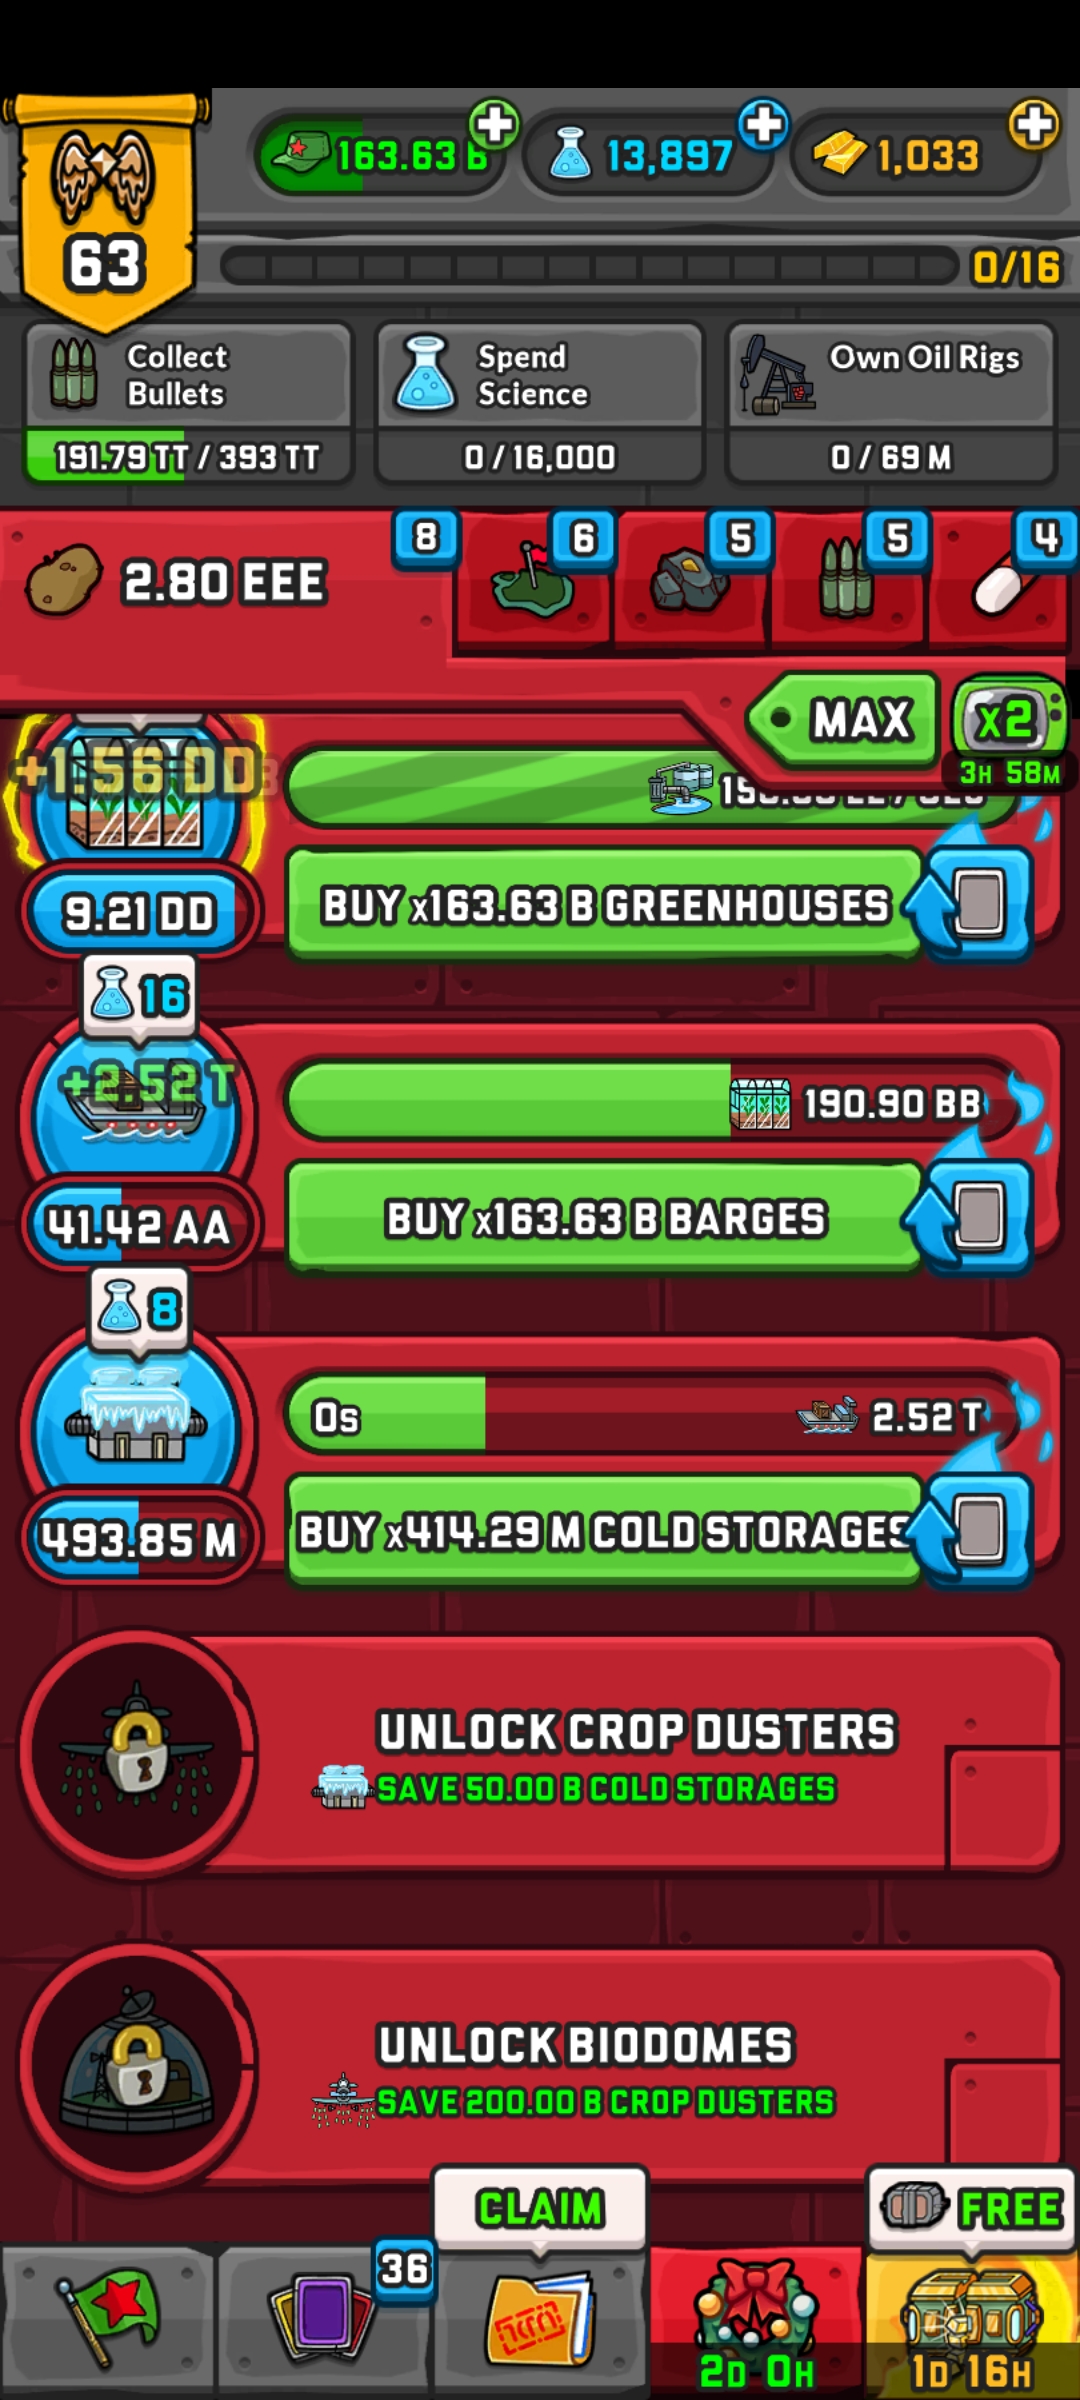 163.63 B
13,897
1,033
63
0/16
Collect
Bullets
191.79 TT / 393 TT
Spend
Science
0 / 16,000
Own Oil Rigs
0 / 69 M
2.80 EEE
8
6
5
5
4
MAX
x2
3H 58M
+1.56 DD
9.21 DD
BUY x163.63 B GREENHOUSES
16
+2.52 T
190.90 BB
41.42 AA
BUY x163.63 B BARGES
8
0s
2.52 T
493.85 M
BUY x414.29 M COLD STORAGES
UNLOCK CROP DUSTERS
SAVE 50.00 B COLD STORAGES
UNLOCK BIODOMES
SAVE 200.00 B CROP DUSTERS
CLAIM
FREE
36
2D 0H
1D 16H